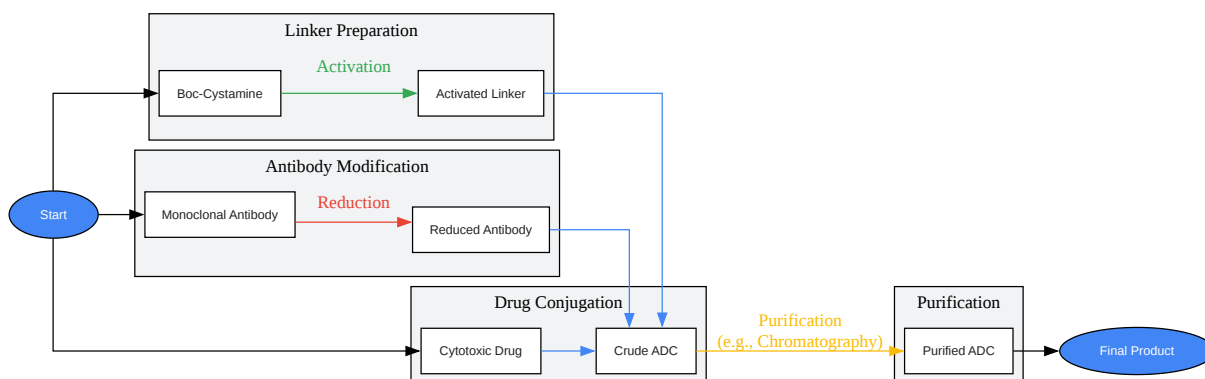 Linker Preparation
Activation
Boc-Cystamine
Activated Linker
Antibody Modification
Start
Monoclonal Antibody
Reduction
Reduced Antibody
Drug Conjugation
Cytotoxic Drug
Crude ADC
Purification
(e.g., Chromatography)
Purification
Purified ADC
Final Product